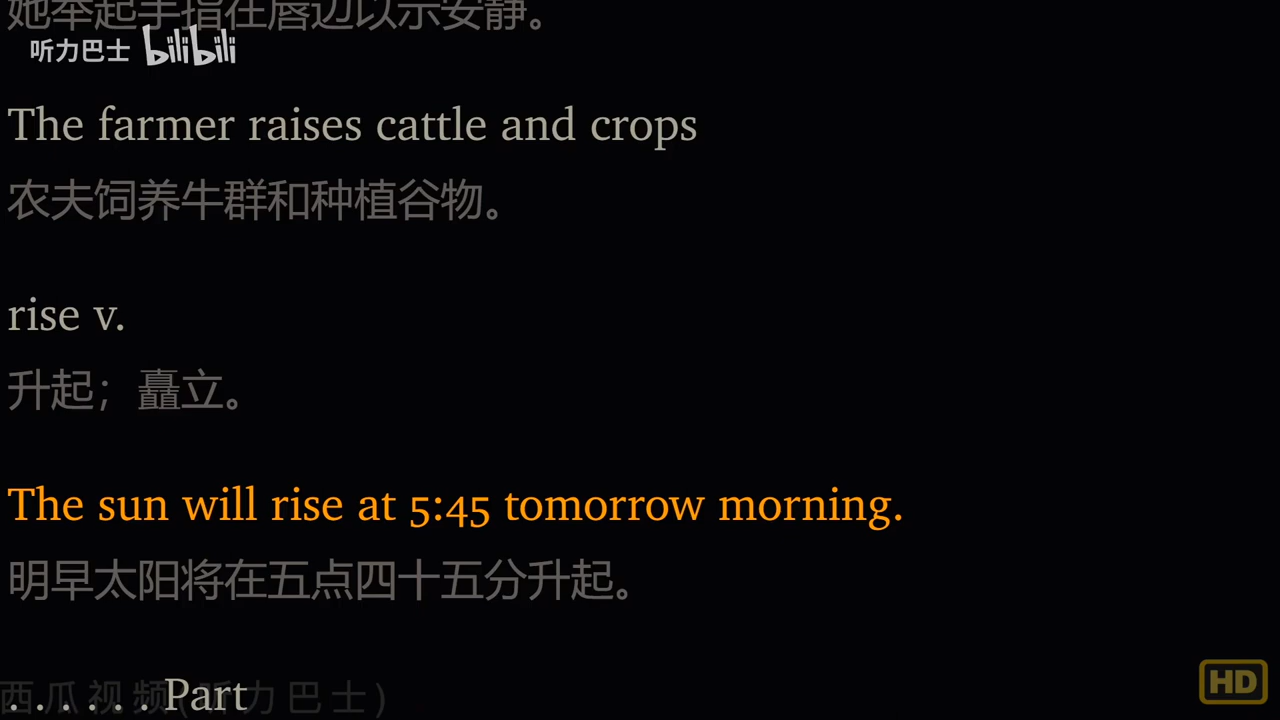 她举起手指在唇边以示安静。
听力巴士 bilibili
The farmer raises cattle and crops
农夫饲养牛群和种植谷物。
rise v.
升起；矗立。
The sun will rise at 5:45 tomorrow morning.
明早太阳将在五点四十五分升起。
. . . . . . Part
西瓜视频(听力巴士)
HD